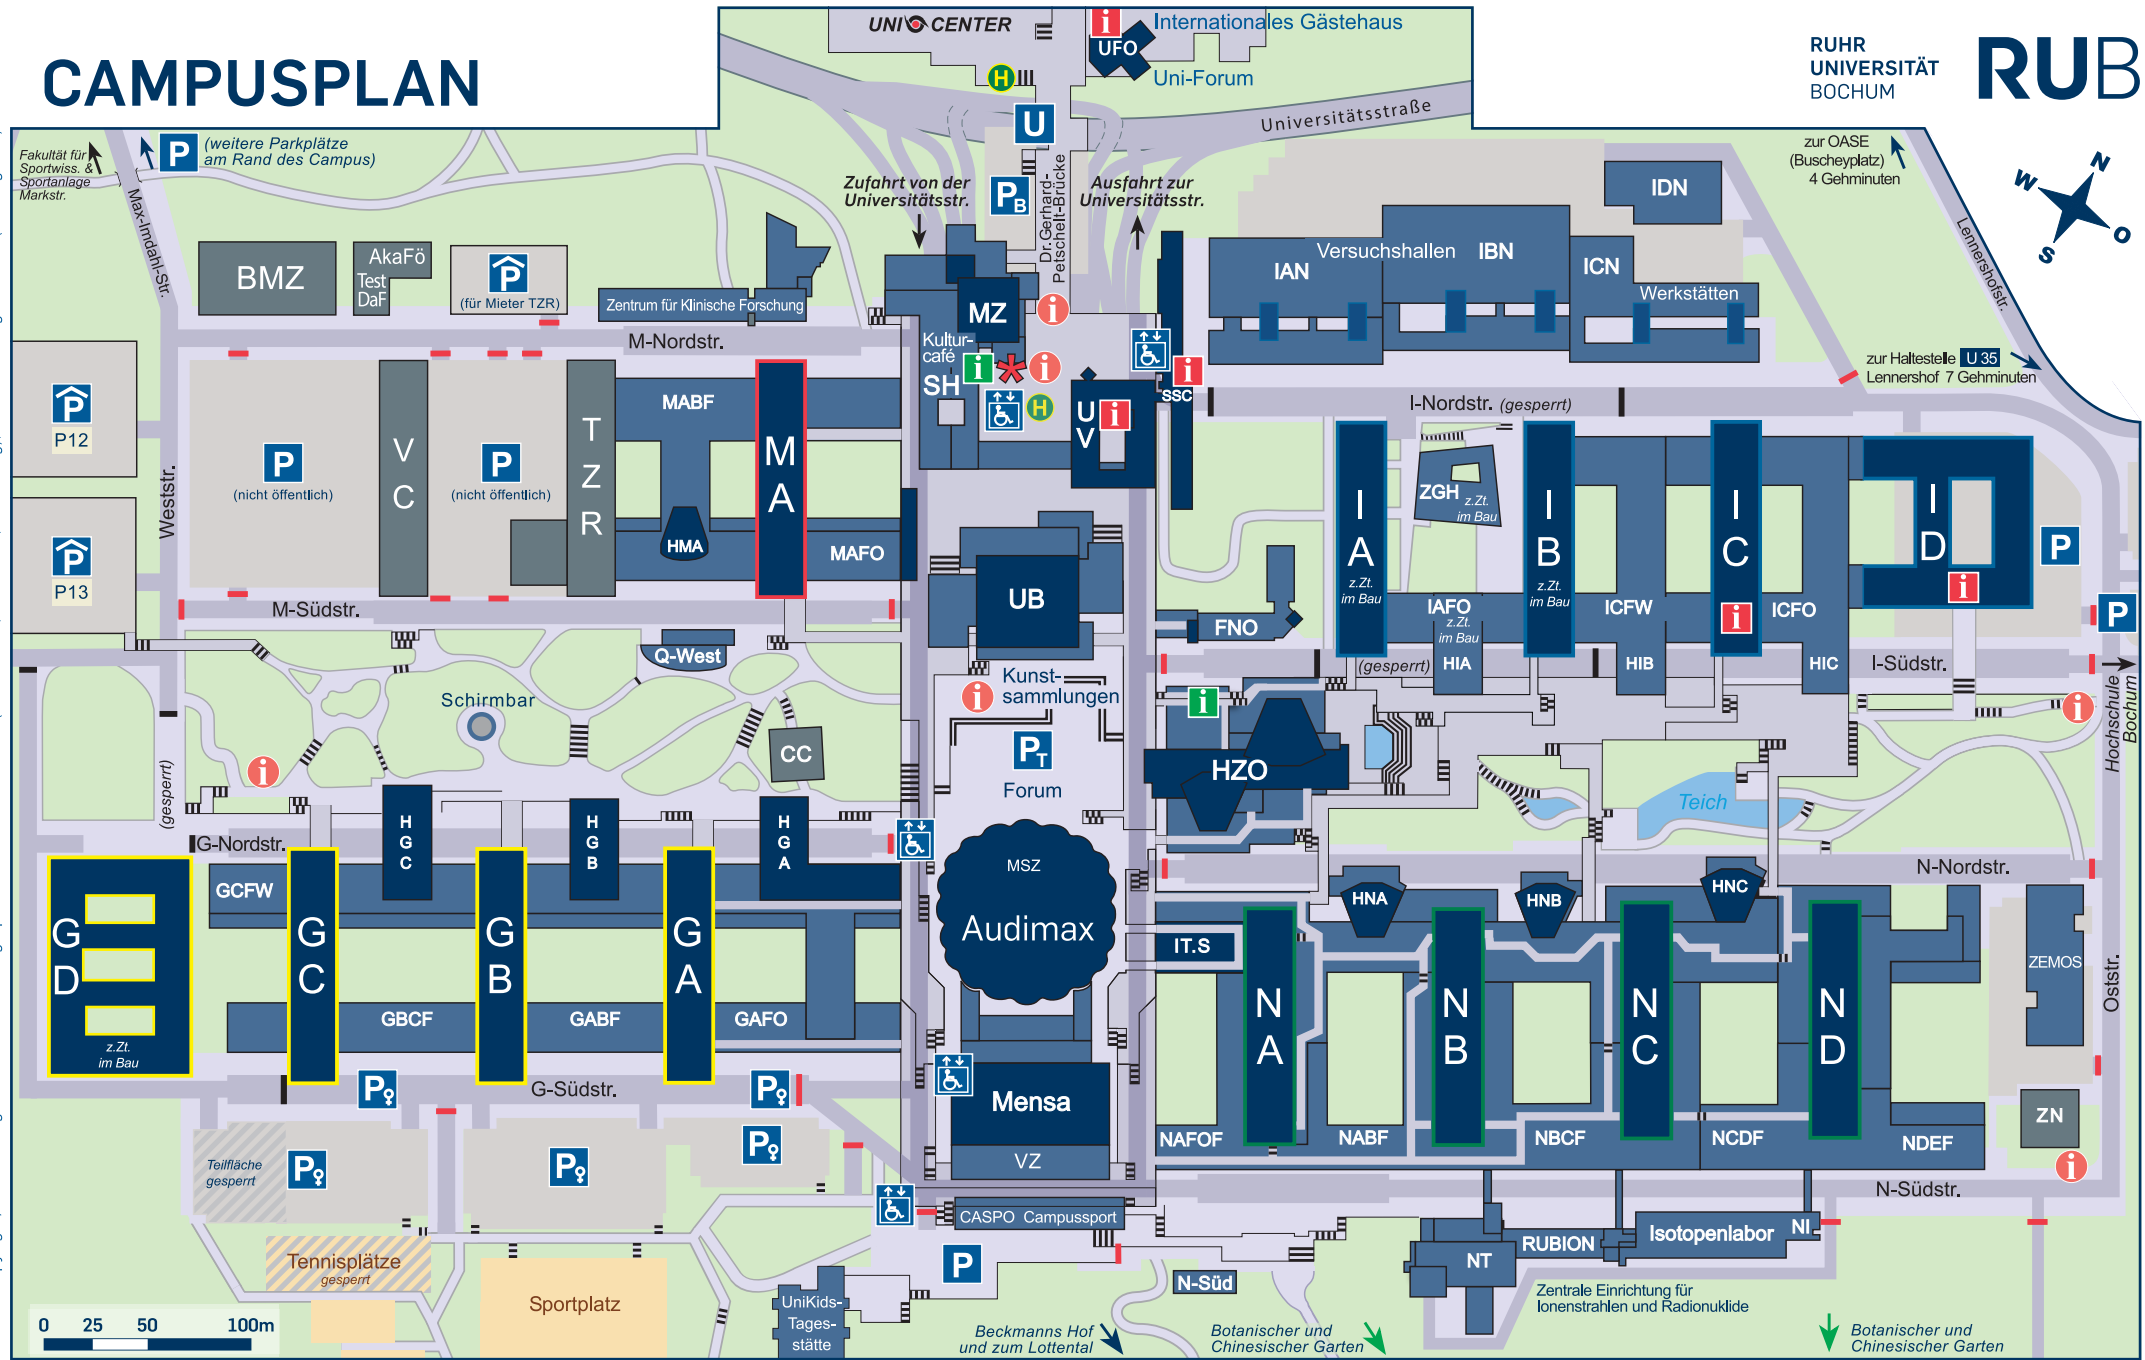 CAMPUSPLAN
UNI CENTER
Internationales Gästehaus
UFO
Uni-Forum
RUHR
UNIVERSITÄT
BOCHUM
RUB
H
U
Universitätsstraße
Fakultät für
Sportwiss. &
Sportanlage
Markstr.
P
(weitere Parkplätze
am Rand des Campus)
Max-Imdahl-Str.
Zufahrt von der
Universitätsstr.
PB
Dr.Gerhard-
Petschelt-Brücke
Ausfahrt zur
Universitätsstr.
zur OASE
(Buscheyplatz)
4 Gehminuten
N
W
O
S
Lennershofstr.
IDN
BMZ
AkaFö
Test
DaF
P
(für Mieter TZR)
Zentrum für Klinische Forschung
MZ
IAN
Versuchshallen
IBN
ICN
Werkstätten
M-Nordstr.
Kultur-
café
SH
H
UV
SSC
zur Haltestelle U 35
Lennershof 7 Gehminuten
I-Nordstr. (gesperrt)
P
P12
P
P13
Weststr.
P
(nicht öffentlich)
VC
P
(nicht öffentlich)
TZR
MABF
MA
HMA
MAFO
UB
IA
z.Zt.
im Bau
ZGH z.Zt.
im Bau
IB
z.Zt.
im Bau
IC
ID
P
P
M-Südstr.
Q-West
FNO
IAFO
z.Zt.
im Bau
HIA
ICFW
HIB
ICFO
HIC
(gesperrt)
I-Südstr.
Schirmbar
CC
Kunst-
sammlungen
PT
Forum
HZO
Teich
Hochschule
Bochum
(gesperrt)
G-Nordstr.
HGC
HGB
HGA
MSZ
Audimax
N-Nordstr.
HNA
HNB
HNC
GD
z.Zt.
im Bau
GCFW
GC
GB
GA
GBCF
GABF
GAFO
IT.S
NA
NB
NC
ND
ZEMOS
Oststr.
G-Südstr.
P
P
Mensa
VZ
NAFOF
NABF
NBCF
NCDF
NDEF
ZN
Teilfläche
gesperrt
P
P
P
N-Südstr.
CASPO Campussport
P
Tennisplätze
gesperrt
Sportplatz
UniKids-
Tages-
stätte
N-Süd
NT
RUBION
Isotopenlabor
NI
Zentrale Einrichtung für
Ionenstrahlen und Radionuklide
0 25 50 100m
Beckmanns Hof
und zum Lottental
Botanischer und
Chinesischer Garten
Botanischer und
Chinesischer Garten